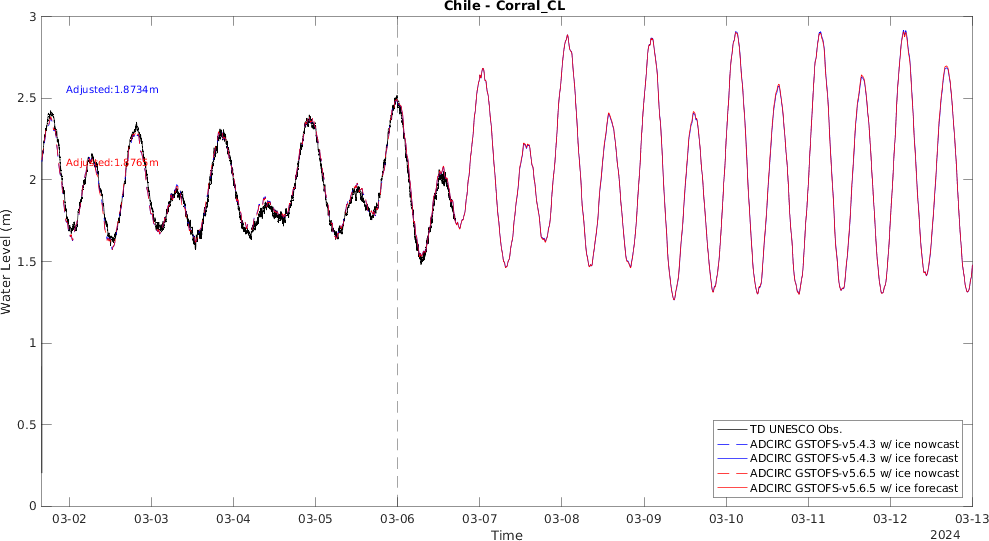 Chile - Corral_CL
3
2.5
2
1.5
1
0.5
0
Water Level (m)
Adjusted:1.8734m
Adjusted:1.8765m
TD UNESCO Obs.
ADCIRC GSTOFS-v5.4.3 w/ ice nowcast
ADCIRC GSTOFS-v5.4.3 w/ ice forecast
ADCIRC GSTOFS-v5.6.5 w/ ice nowcast
ADCIRC GSTOFS-v5.6.5 w/ ice forecast
03-02 03-03 03-04 03-05 03-06 03-07 03-08 03-09 03-10 03-11 03-12 03-13
Time
2024